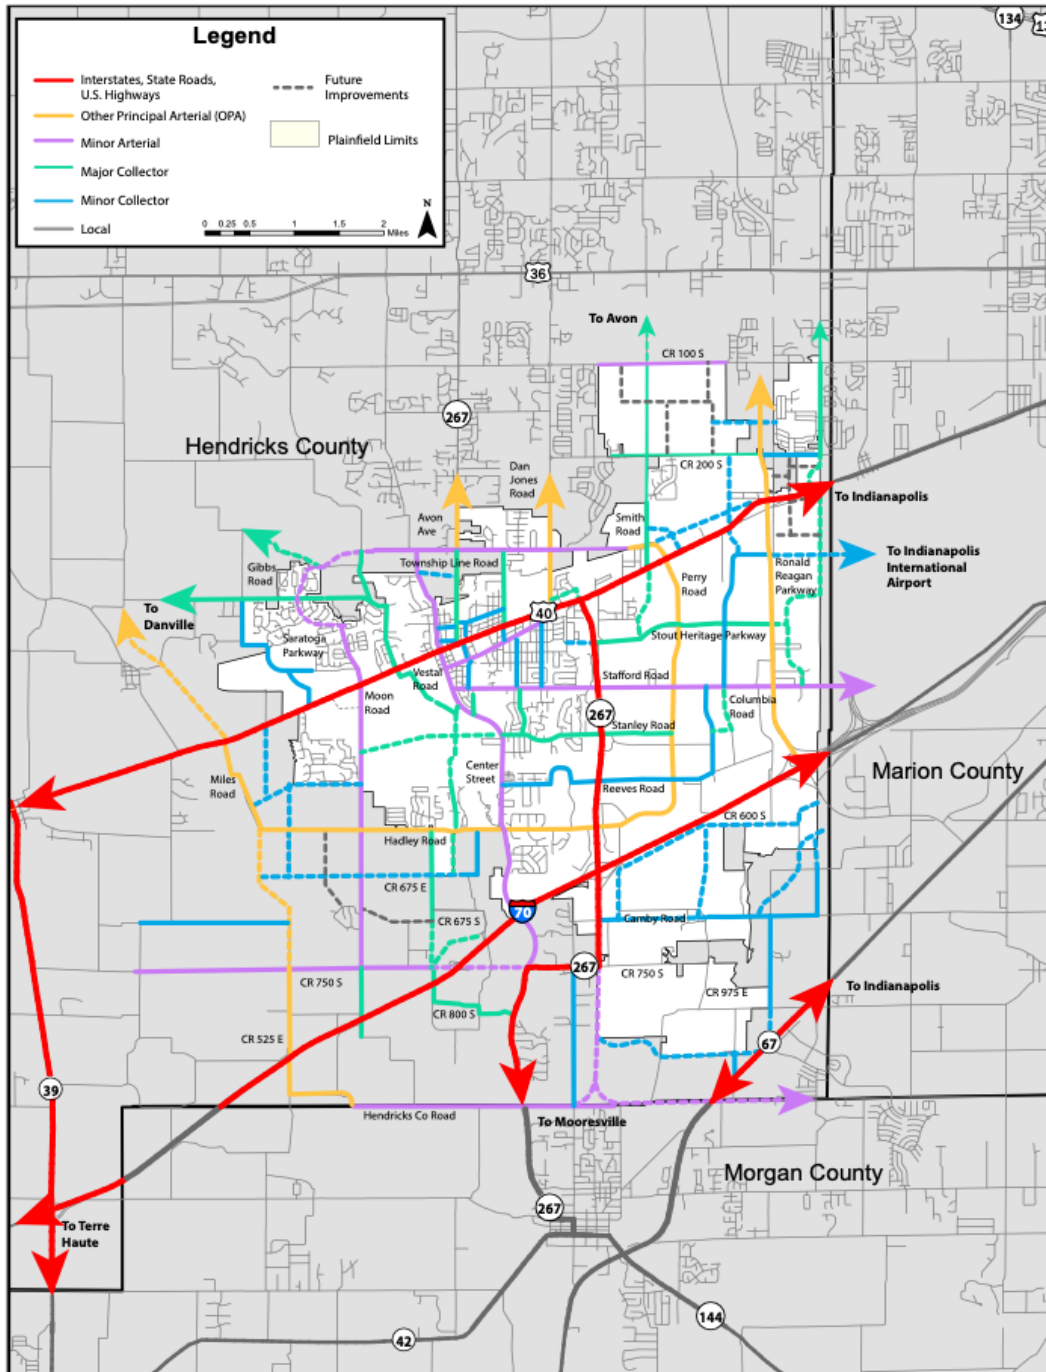 Legend
Interstates, State Roads,
U.S. Highways
Other Principal Arterial (OPA)
Minor Arterial
Major Collector
Minor Collector
Local
Future
Improvements
Plainfield Limits
N
0 0.25 0.5 1 1.5 2
Miles
134
36
To Avon
CR 100 S
267
Hendricks County
Dan
Jones
Road
CR 200 S
To Indianapolis
Avon
Ave
Smith
Road
Township Line Road
Gibbs
Road
To Indianapolis
International
Airport
Ronald
Reagan
Parkway
Perry
Road
To
Danville
40
Saratoga
Parkway
Stout Heritage Parkway
Vestal
Road
Stafford Road
Moon
Road
Columbia
Road
267
Stanley Road
Center
Street
Marion County
Miles
Road
Reeves Road
CR 600 S
Hadley Road
CR 675 E
70
CR 675 S
Camby Road
267
CR 750 S
CR 750 S
CR 975 E
To Indianapolis
CR 800 S
CR 525 E
67
39
Hendricks Co Road
To Mooresville
Morgan County
267
To Terre
Haute
144
42